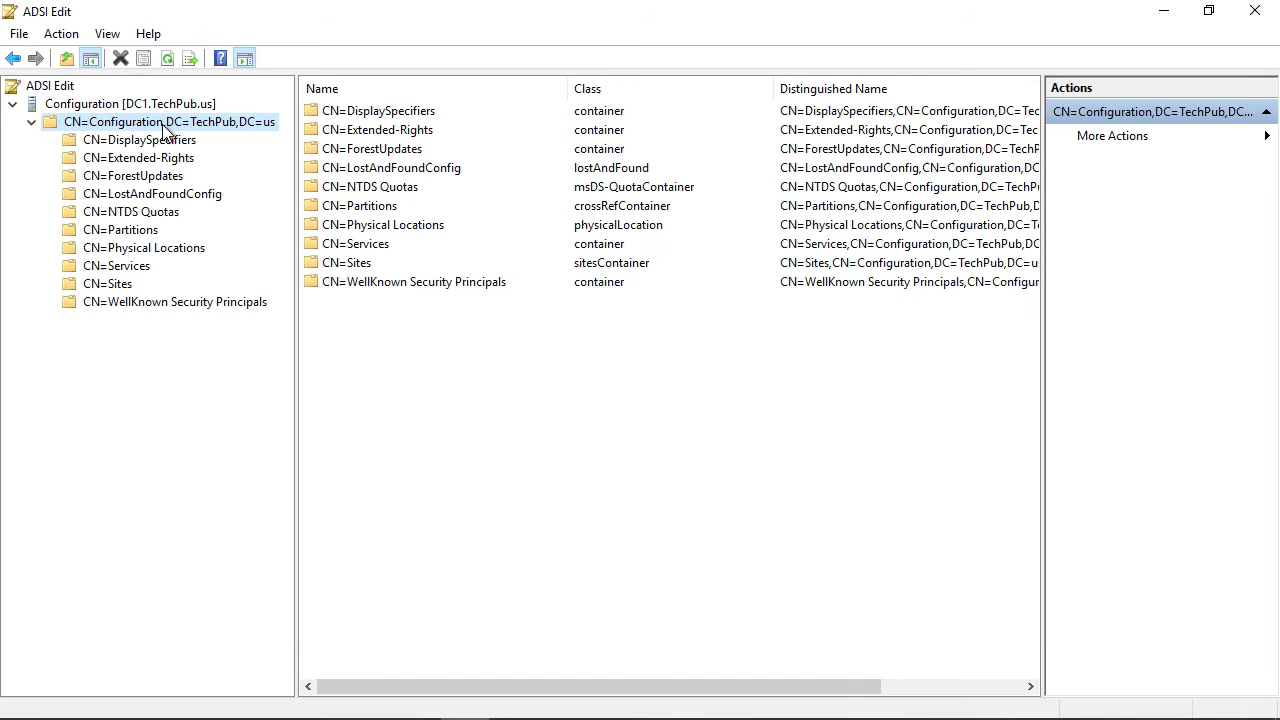 ADSI Edit
File Action View Help
ADSI Edit
Configuration [DC1.TechPub.us]
CN=Configuration,DC=TechPub,DC=us
CN=DisplaySpecifiers
CN=Extended-Rights
CN=ForestUpdates
CN=LostAndFoundConfig
CN=NTDS Quotas
CN=Partitions
CN=Physical Locations
CN=Services
CN=Sites
CN=WellKnown Security Principals
Name Class Distinguished Name
CN=DisplaySpecifiers container CN=DisplaySpecifiers,CN=Configuration,DC=Tec
CN=Extended-Rights container CN=Extended-Rights,CN=Configuration,DC=Tec
CN=ForestUpdates container CN=ForestUpdates,CN=Configuration,DC=TechP
CN=LostAndFoundConfig lostAndFound CN=LostAndFoundConfig,CN=Configuration,DC
CN=NTDS Quotas msDS-QuotaContainer CN=NTDS Quotas,CN=Configuration,DC=TechPu
CN=Partitions crossRefContainer CN=Partitions,CN=Configuration,DC=TechPub,D
CN=Physical Locations physicalLocation CN=Physical Locations,CN=Configuration,DC=Te
CN=Services container CN=Services,CN=Configuration,DC=TechPub,DC
CN=Sites sitesContainer CN=Sites,CN=Configuration,DC=TechPub,DC=u
CN=WellKnown Security Principals container CN=WellKnown Security Principals,CN=Configur
Actions
CN=Configuration,DC=TechPub,DC...
More Actions